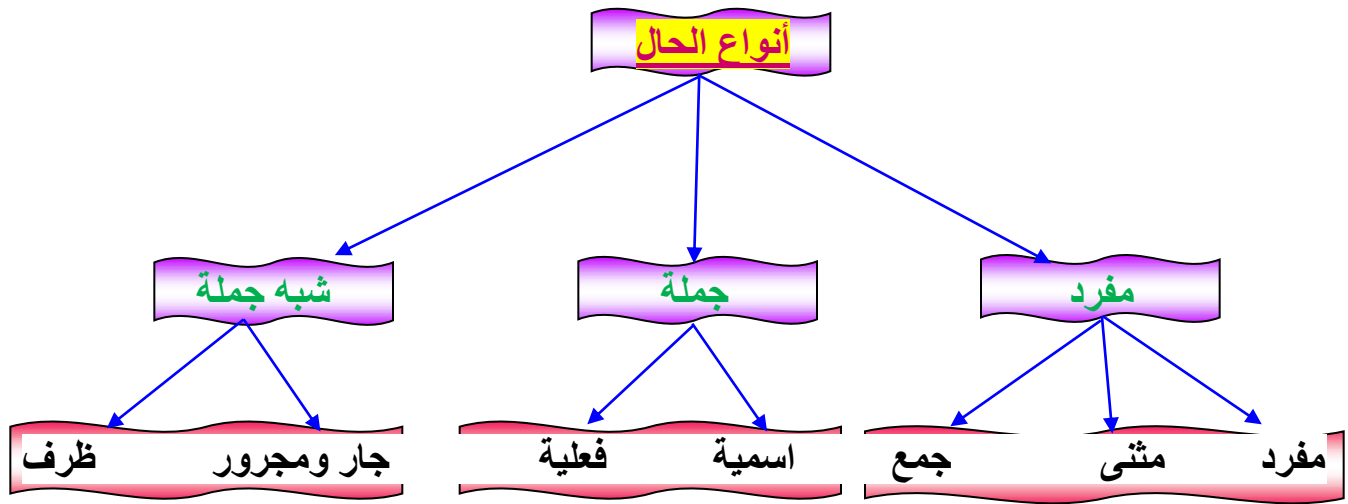 أنواع الحال
مفرد جملة شبه جملة
مفرد مثنى جمع اسمية فعلية جار ومجرور ظرف